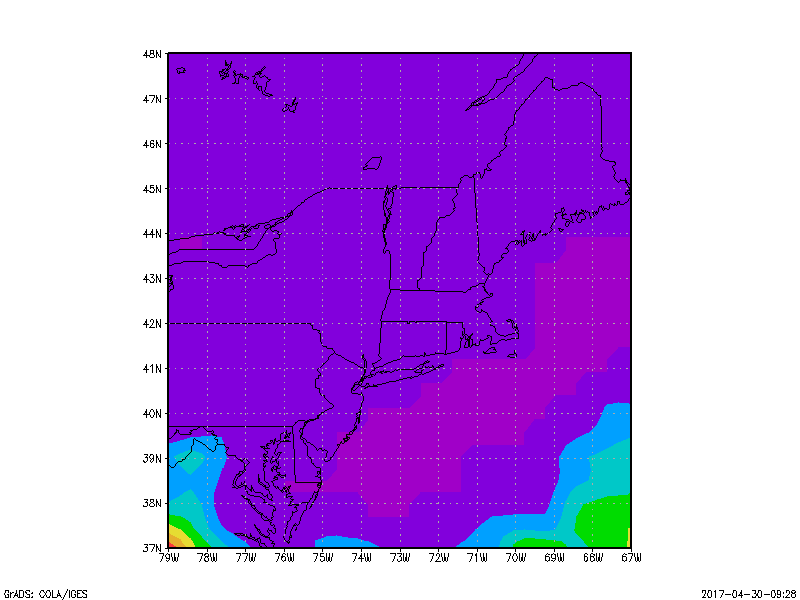 48N
47N
46N
45N
44N
43N
42N
41N
40N
39N
38N
37N
79W 78W 77W 76W 75W 74W 73W 72W 71W 70W 69W 68W 67W
GrADS: COLA/IGES
2017-04-30-09:28